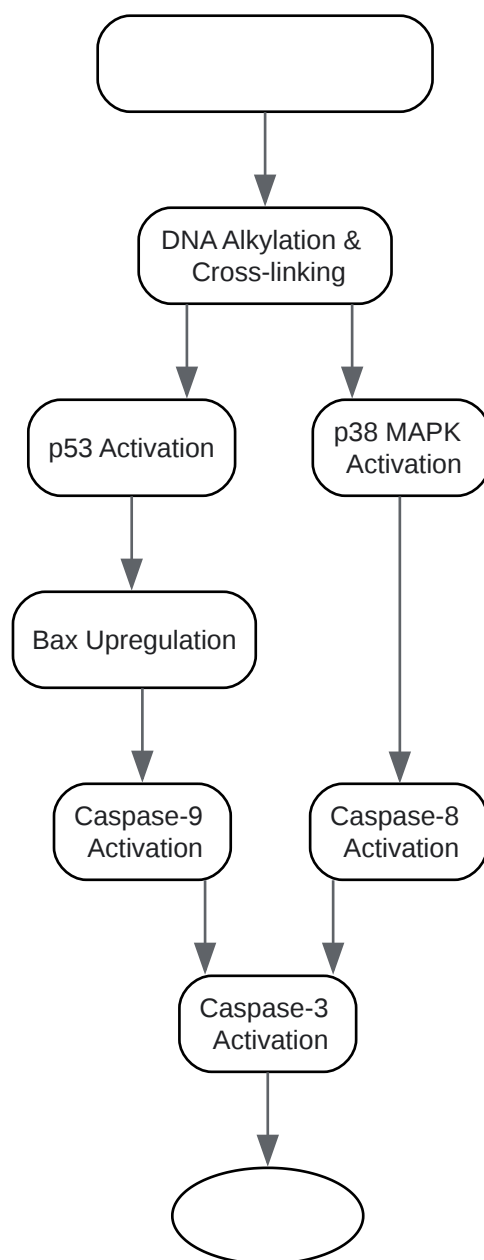 DNA Alkylation &
Cross-linking
p53 Activation
p38 MAPK
Activation
Bax Upregulation
Caspase-9
Activation
Caspase-8
Activation
Caspase-3
Activation